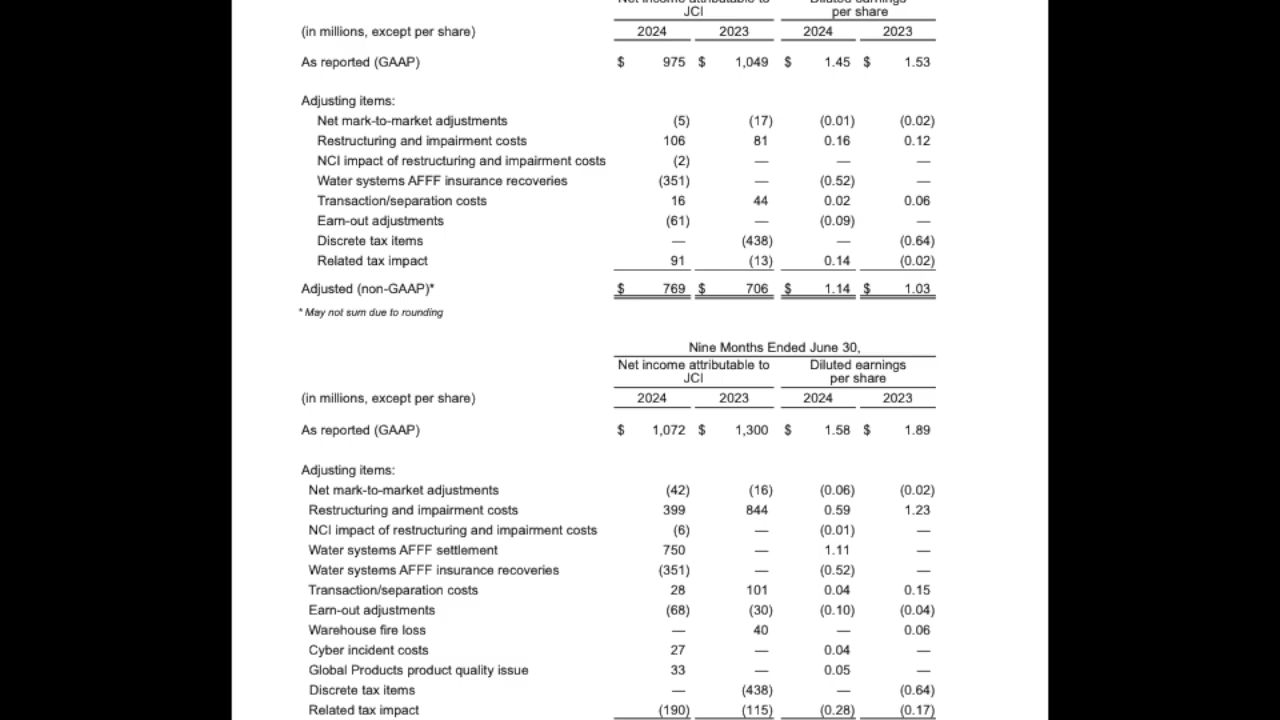 Net income attributable to Diluted earnings
JCI per share
(in millions, except per share) 2024 2023 2024 2023
As reported (GAAP) $ 975 $ 1,049 $ 1.45 $ 1.53
Adjusting items:
Net mark-to-market adjustments (5) (17) (0.01) (0.02)
Restructuring and impairment costs 106 81 0.16 0.12
NCI impact of restructuring and impairment costs (2) — — —
Water systems AFFF insurance recoveries (351) — (0.52) —
Transaction/separation costs 16 44 0.02 0.06
Earn-out adjustments (61) — (0.09) —
Discrete tax items — (438) — (0.64)
Related tax impact 91 (13) 0.14 (0.02)
Adjusted (non-GAAP)* $ 769 $ 706 $ 1.14 $ 1.03
* May not sum due to rounding
Nine Months Ended June 30,
Net income attributable to Diluted earnings
JCI per share
(in millions, except per share) 2024 2023 2024 2023
As reported (GAAP) $ 1,072 $ 1,300 $ 1.58 $ 1.89
Adjusting items:
Net mark-to-market adjustments (42) (16) (0.06) (0.02)
Restructuring and impairment costs 399 844 0.59 1.23
NCI impact of restructuring and impairment costs (6) — (0.01) —
Water systems AFFF settlement 750 — 1.11 —
Water systems AFFF insurance recoveries (351) — (0.52) —
Transaction/separation costs 28 101 0.04 0.15
Earn-out adjustments (68) (30) (0.10) (0.04)
Warehouse fire loss — 40 — 0.06
Cyber incident costs 27 — 0.04 —
Global Products product quality issue 33 — 0.05 —
Discrete tax items — (438) — (0.64)
Related tax impact (190) (115) (0.28) (0.17)